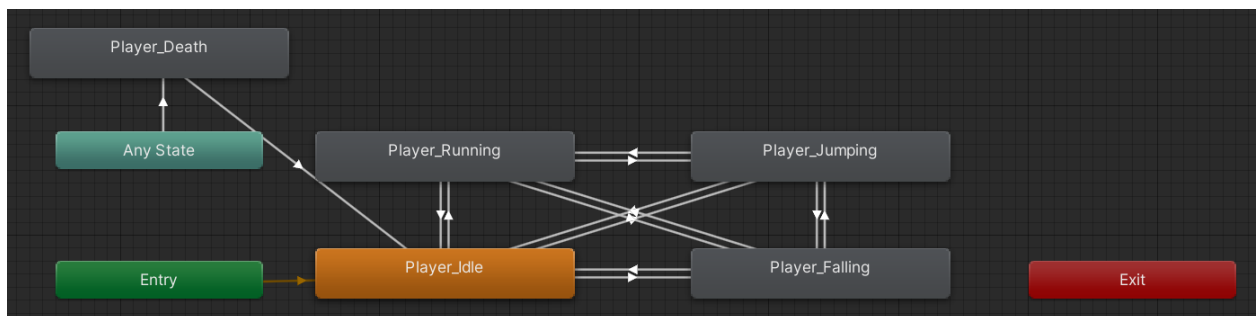 Player_Death
Any State
Player_Running
Player_Jumping
Entry
Player_Idle
Player_Falling
Exit